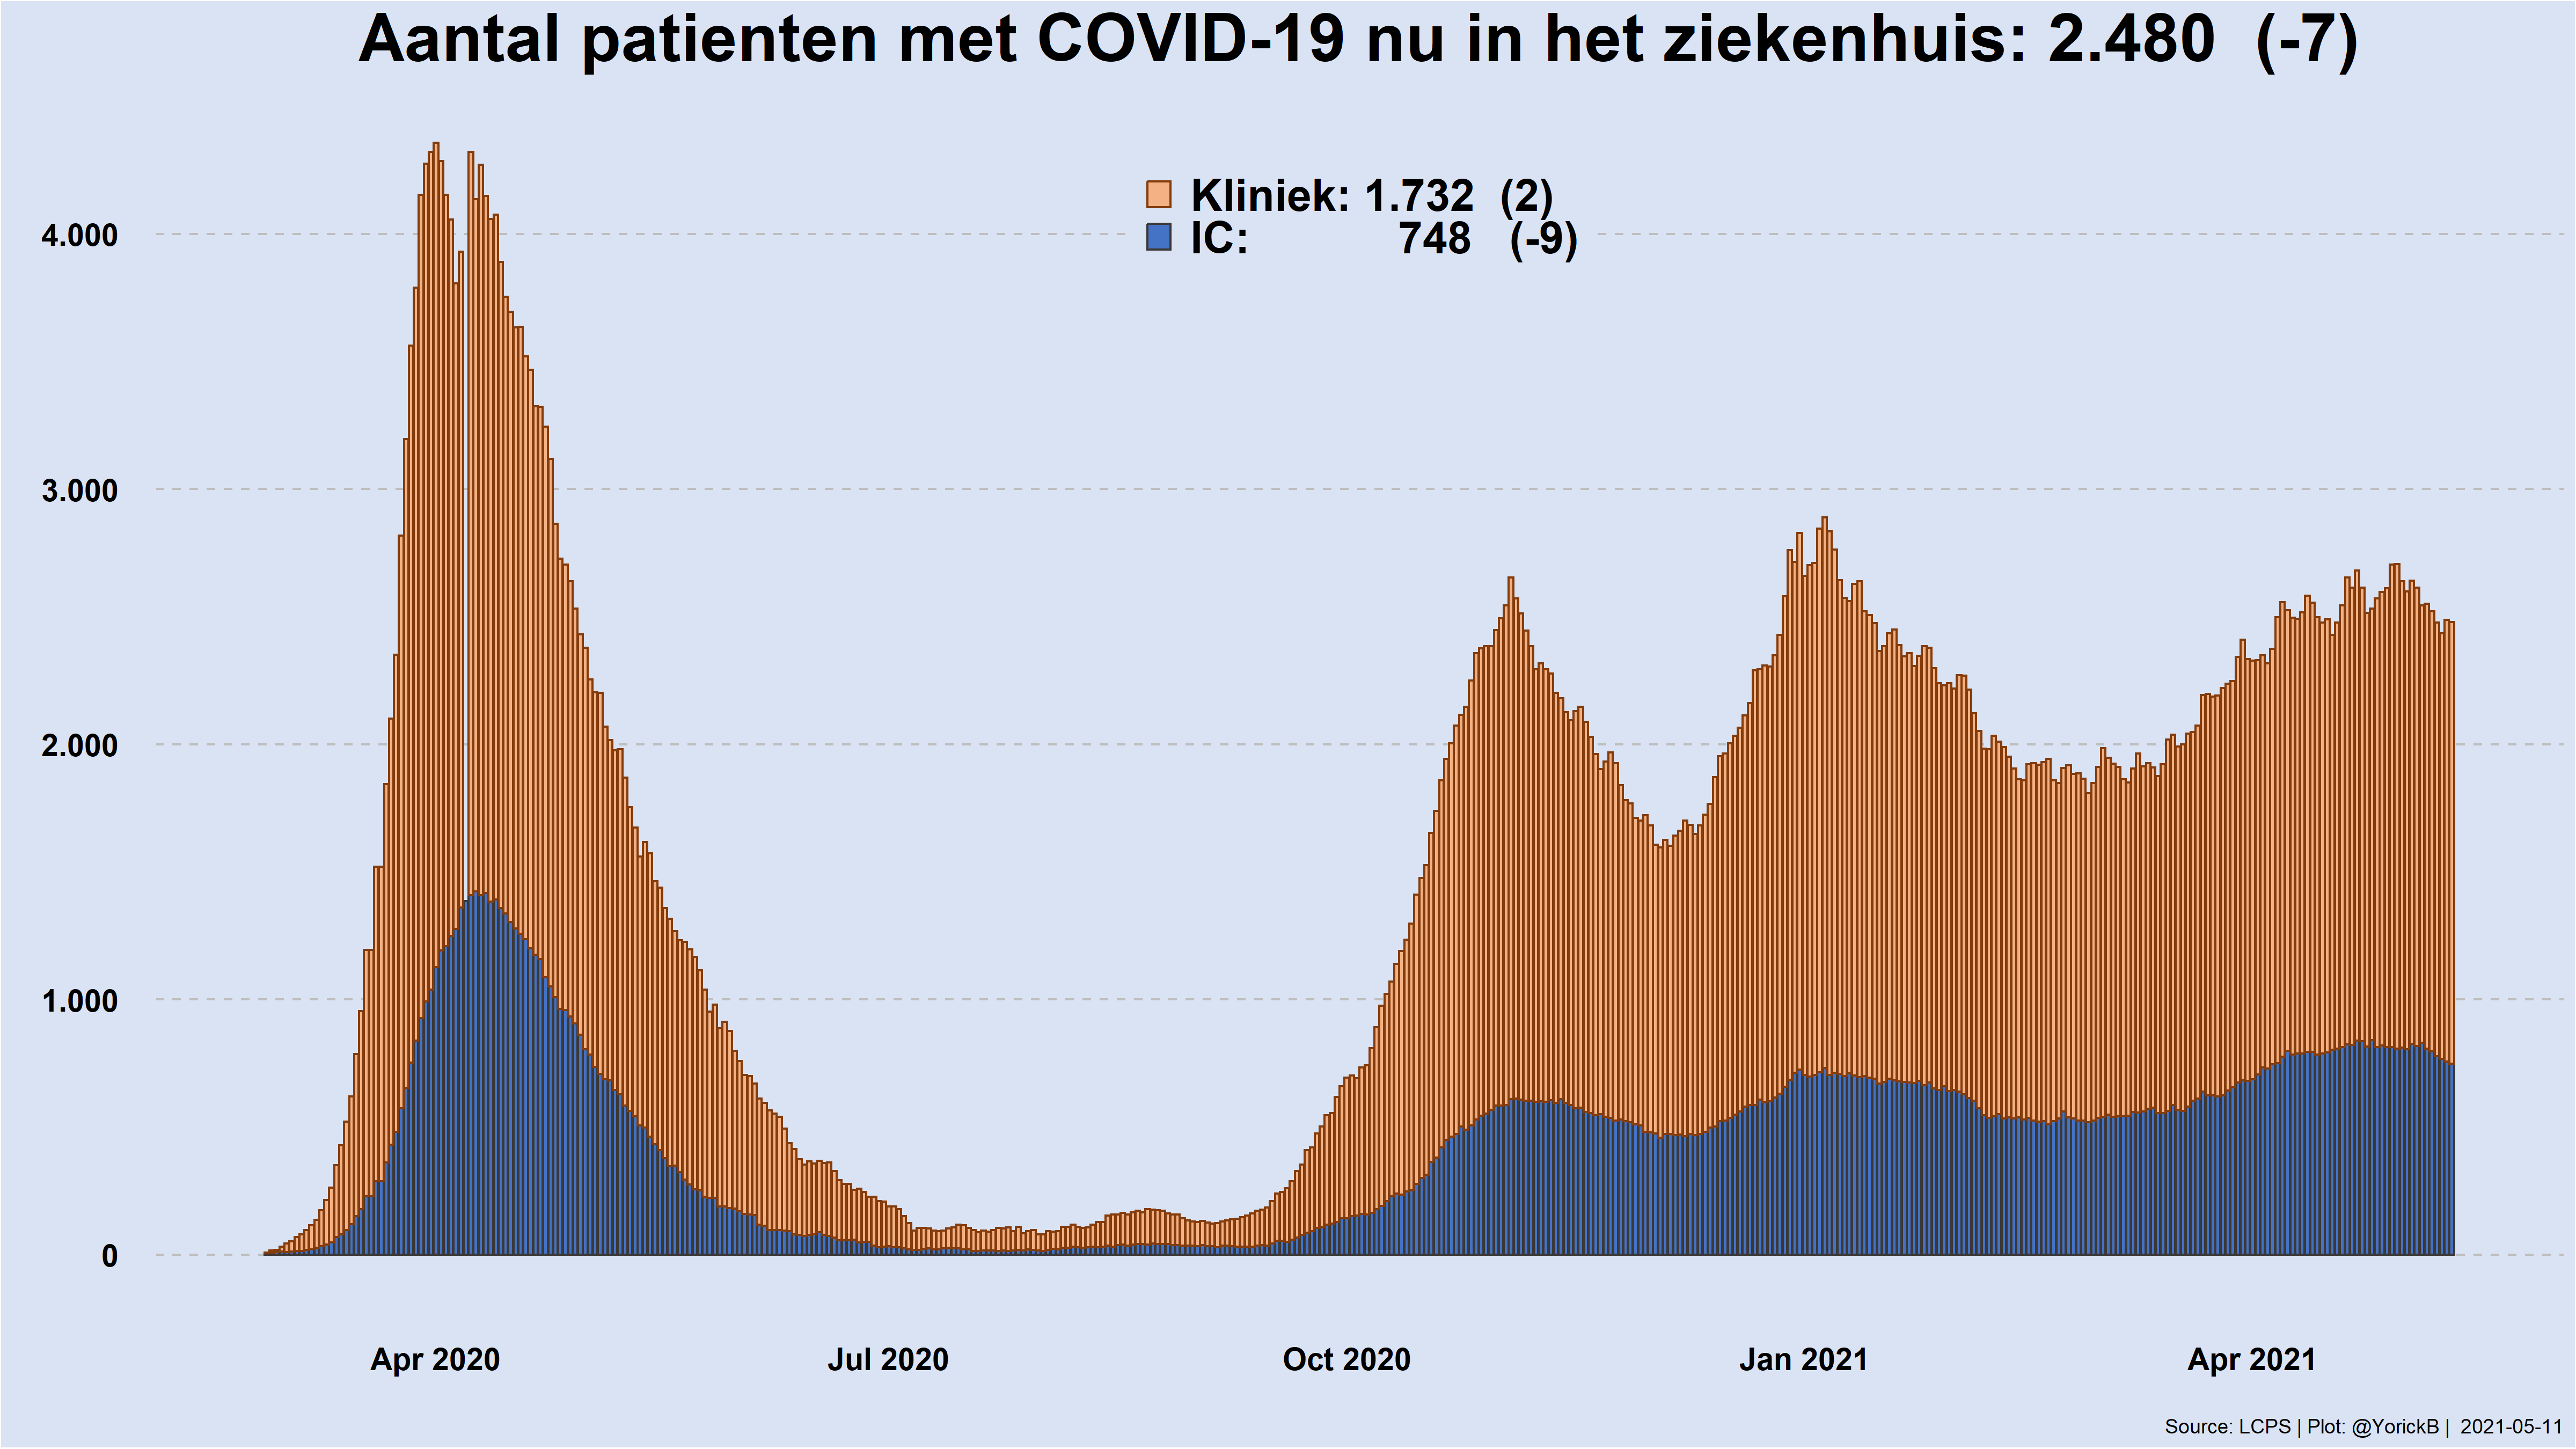 Aantal patienten met COVID-19 nu in het ziekenhuis: 2.480 (-7)
Kliniek: 1.732 (2)
IC: 748 (-9)
4.000
3.000
2.000
1.000
0
Apr 2020 Jul 2020 Oct 2020 Jan 2021 Apr 2021
Source: LCPS | Plot: @YorickB | 2021-05-11